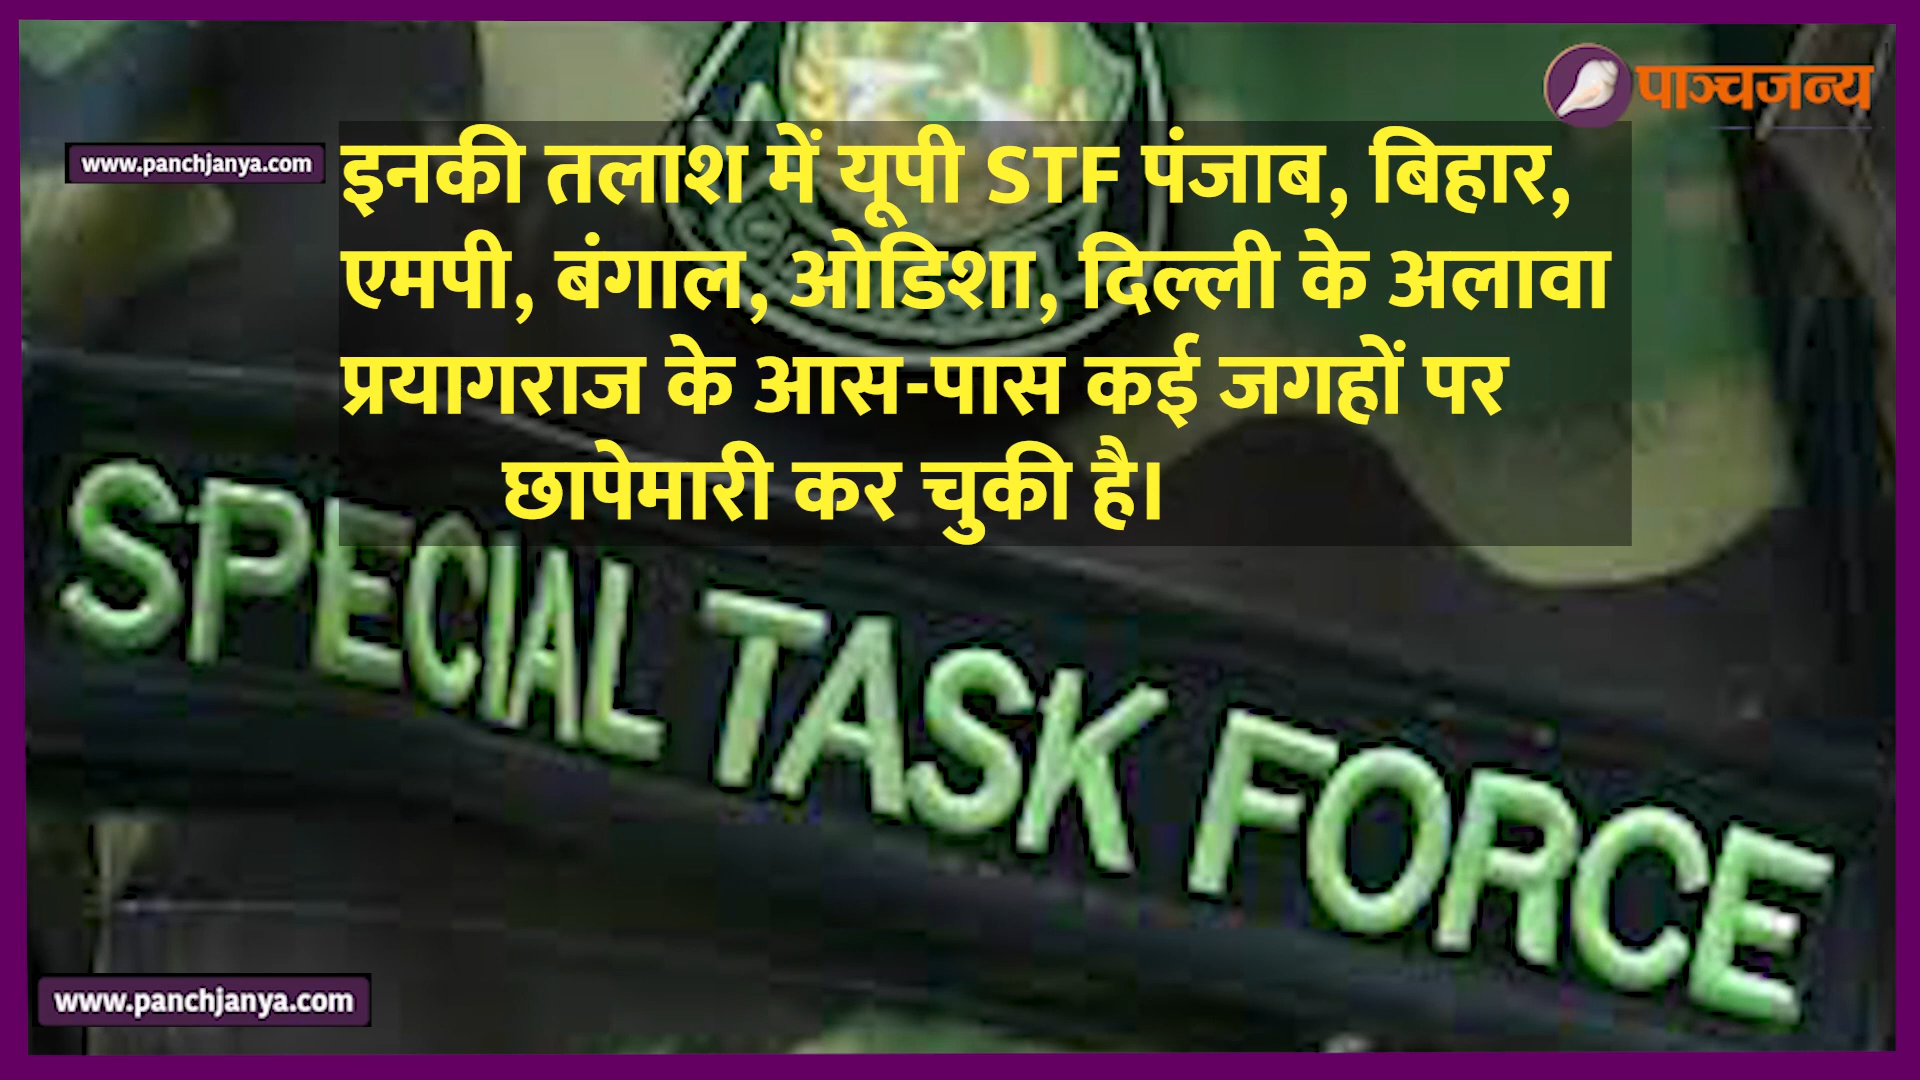 पाञ्चजन्य
www.panchjanya.com
इनकी तलाश में यूपी STF पंजाब, बिहार,
एमपी, बंगाल, ओडिशा, दिल्ली के अलावा
प्रयागराज के आस-पास कई जगहों पर
छापेमारी कर चुकी है।
SPECIAL TASK FORCE
www.panchjanya.com